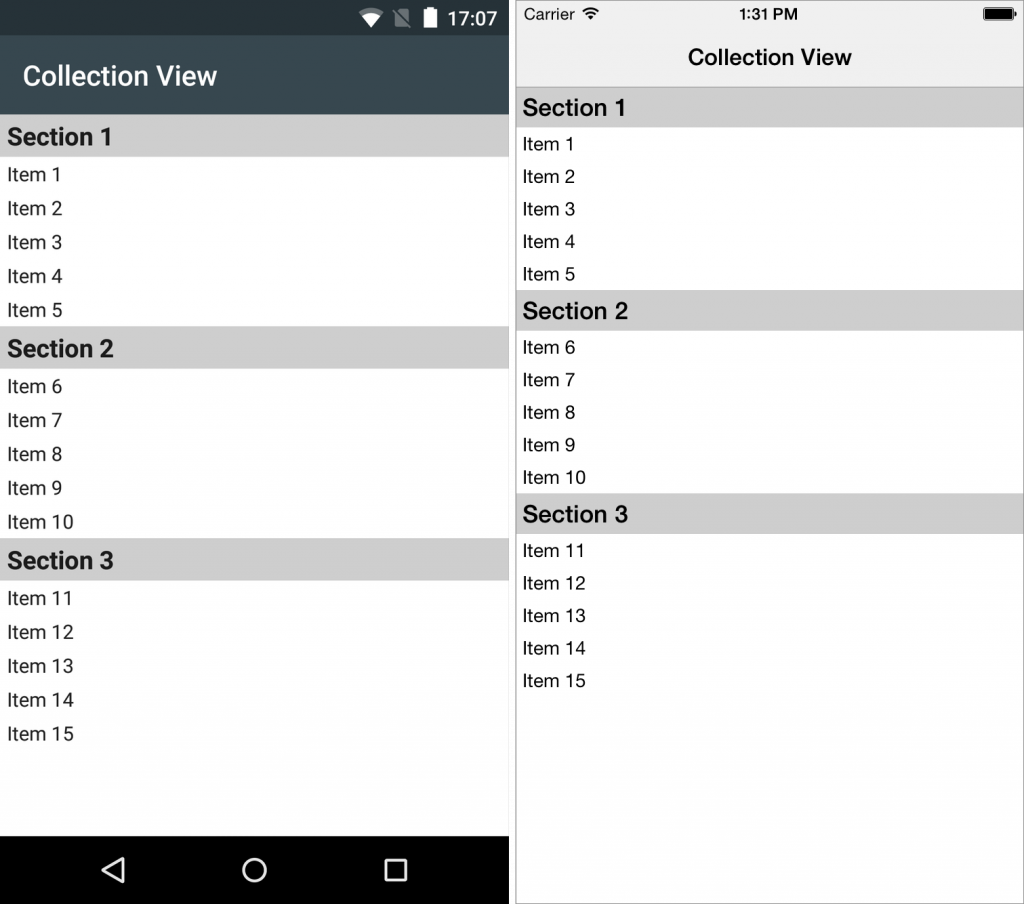 17:07
Collection View
Section 1
Item 1
Item 2
Item 3
Item 4
Item 5
Section 2
Item 6
Item 7
Item 8
Item 9
Item 10
Section 3
Item 11
Item 12
Item 13
Item 14
Item 15
Carrier 1:31 PM
Collection View
Section 1
Item 1
Item 2
Item 3
Item 4
Item 5
Section 2
Item 6
Item 7
Item 8
Item 9
Item 10
Section 3
Item 11
Item 12
Item 13
Item 14
Item 15